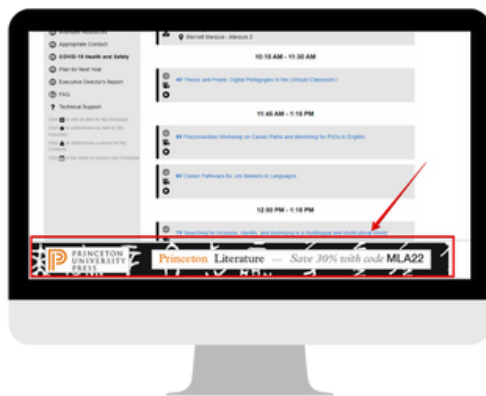 Appropriate Conduct
COVID-19 Health and Safety
Plan for Next Year
Executive Director's Report
FAQ
Technical Support
Marriott Marquis - Marquis 2
10:15 AM - 11:30 AM
Theory and Praxis: Digital Pedagogies in the (Virtual) Classroom I
11:45 AM - 1:15 PM
Preconvention Workshop on Career Paths and Mentoring for PhDs in English
6V Career Pathways for Job Seekers in Languages
12:00 PM - 1:15 PM
7V Searching for Inclusion, Identity, and Belonging in a Multilingual and Multicultural World
PRINCETON
UNIVERSITY
PRESS
Princeton Literature — Save 30% with code MLA22